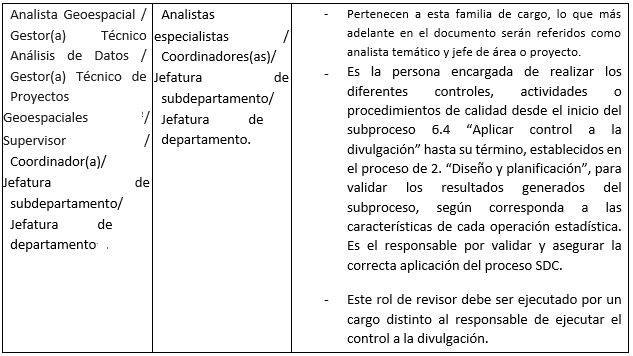 Analista Geoespacial /
Gestor(a) Técnico
Análisis de Datos /
Gestor(a) Técnico de
Proyectos
Geoespaciales /
Supervisor /
Coordinador(a)/
Jefatura de
subdepartamento/
Jefatura de
departamento .
Analistas
especialistas /
Coordinadores(as)/
Jefatura de
subdepartamento/
Jefatura de
departamento.
- Pertenecen a esta familia de cargo, lo que más
adelante en el documento serán referidos como
analista temático y jefe de área o proyecto.
- Es la persona encargada de realizar los
diferentes controles, actividades o
procedimientos de calidad desde el inicio del
subproceso 6.4 “Aplicar control a la
divulgación” hasta su término, establecidos en
el proceso de 2. “Diseño y planificación”, para
validar los resultados generados del
subproceso, según corresponda a las
características de cada operación estadística.
Es el responsable por validar y asegurar la
correcta aplicación del proceso SDC.
- Este rol de revisor debe ser ejecutado por un
cargo distinto al responsable de ejecutar el
control a la divulgación.